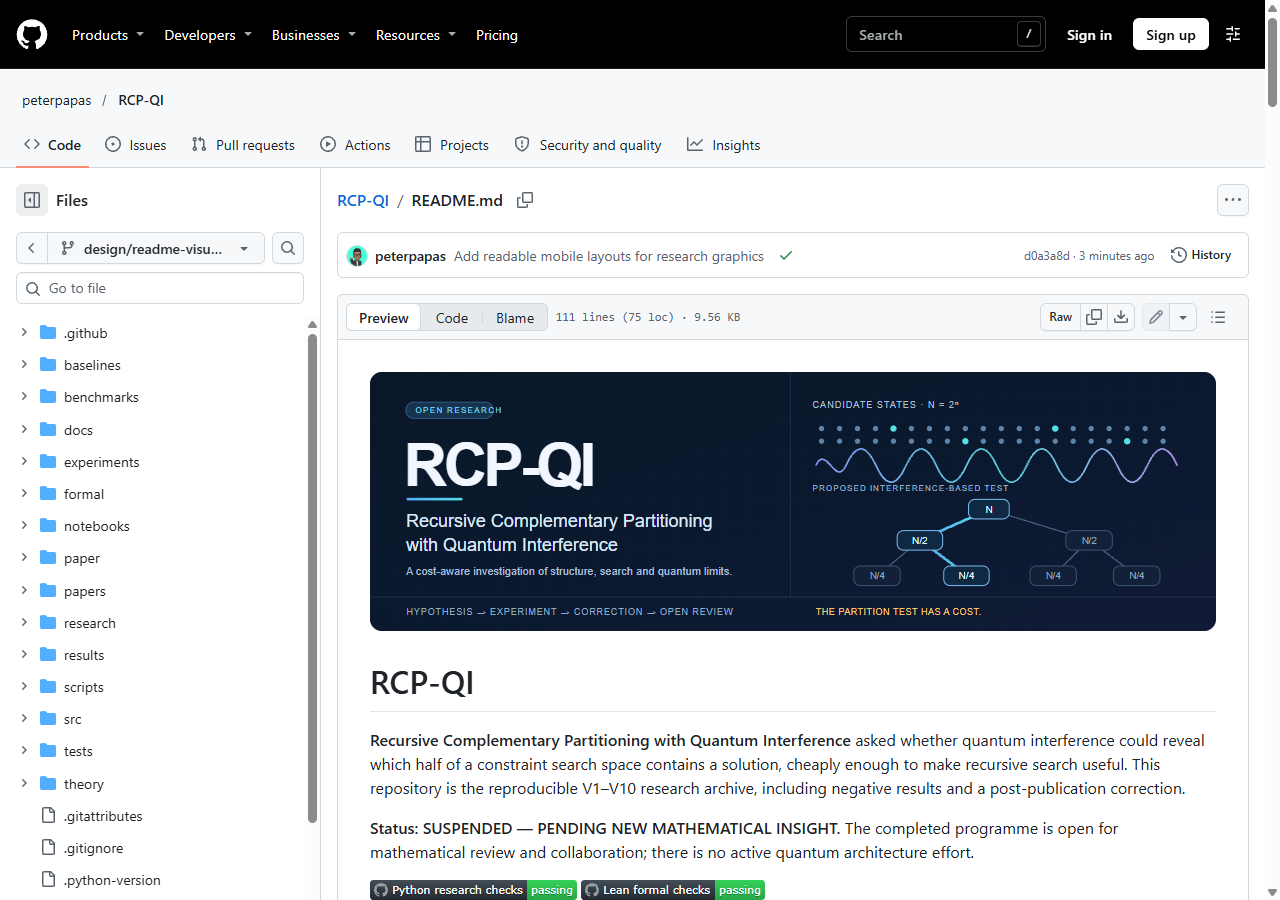 Products Developers Businesses Resources Pricing Search / Sign in Sign up
peterpapas / RCP-QI
Code Issues Pull requests Actions Projects Security and quality Insights
Files
design/readme-visu...
Go to file
.github
baselines
benchmarks
docs
experiments
formal
notebooks
paper
papers
research
results
scripts
src
tests
theory
.gitattributes
.gitignore
.python-version
RCP-QI / README.md
peterpapas Add readable mobile layouts for research graphics d0a3a8d · 3 minutes ago History
Preview Code Blame 111 lines (75 loc) · 9.56 KB Raw
OPEN RESEARCH
RCP-QI
Recursive Complementary Partitioning
with Quantum Interference
A cost-aware investigation of structure, search and quantum limits.
HYPOTHESIS → EXPERIMENT → CORRECTION → OPEN REVIEW
CANDIDATE STATES · N = 2ⁿ
PROPOSED INTERFERENCE-BASED TEST
N
N/2 N/2
N/4 N/4 N/4 N/4
THE PARTITION TEST HAS A COST.
RCP-QI
Recursive Complementary Partitioning with Quantum Interference asked whether quantum interference could reveal
which half of a constraint search space contains a solution, cheaply enough to make recursive search useful. This
repository is the reproducible V1–V10 research archive, including negative results and a post-publication correction.
Status: SUSPENDED — PENDING NEW MATHEMATICAL INSIGHT. The completed programme is open for
mathematical review and collaboration; there is no active quantum architecture effort.
Python research checks passing Lean formal checks passing